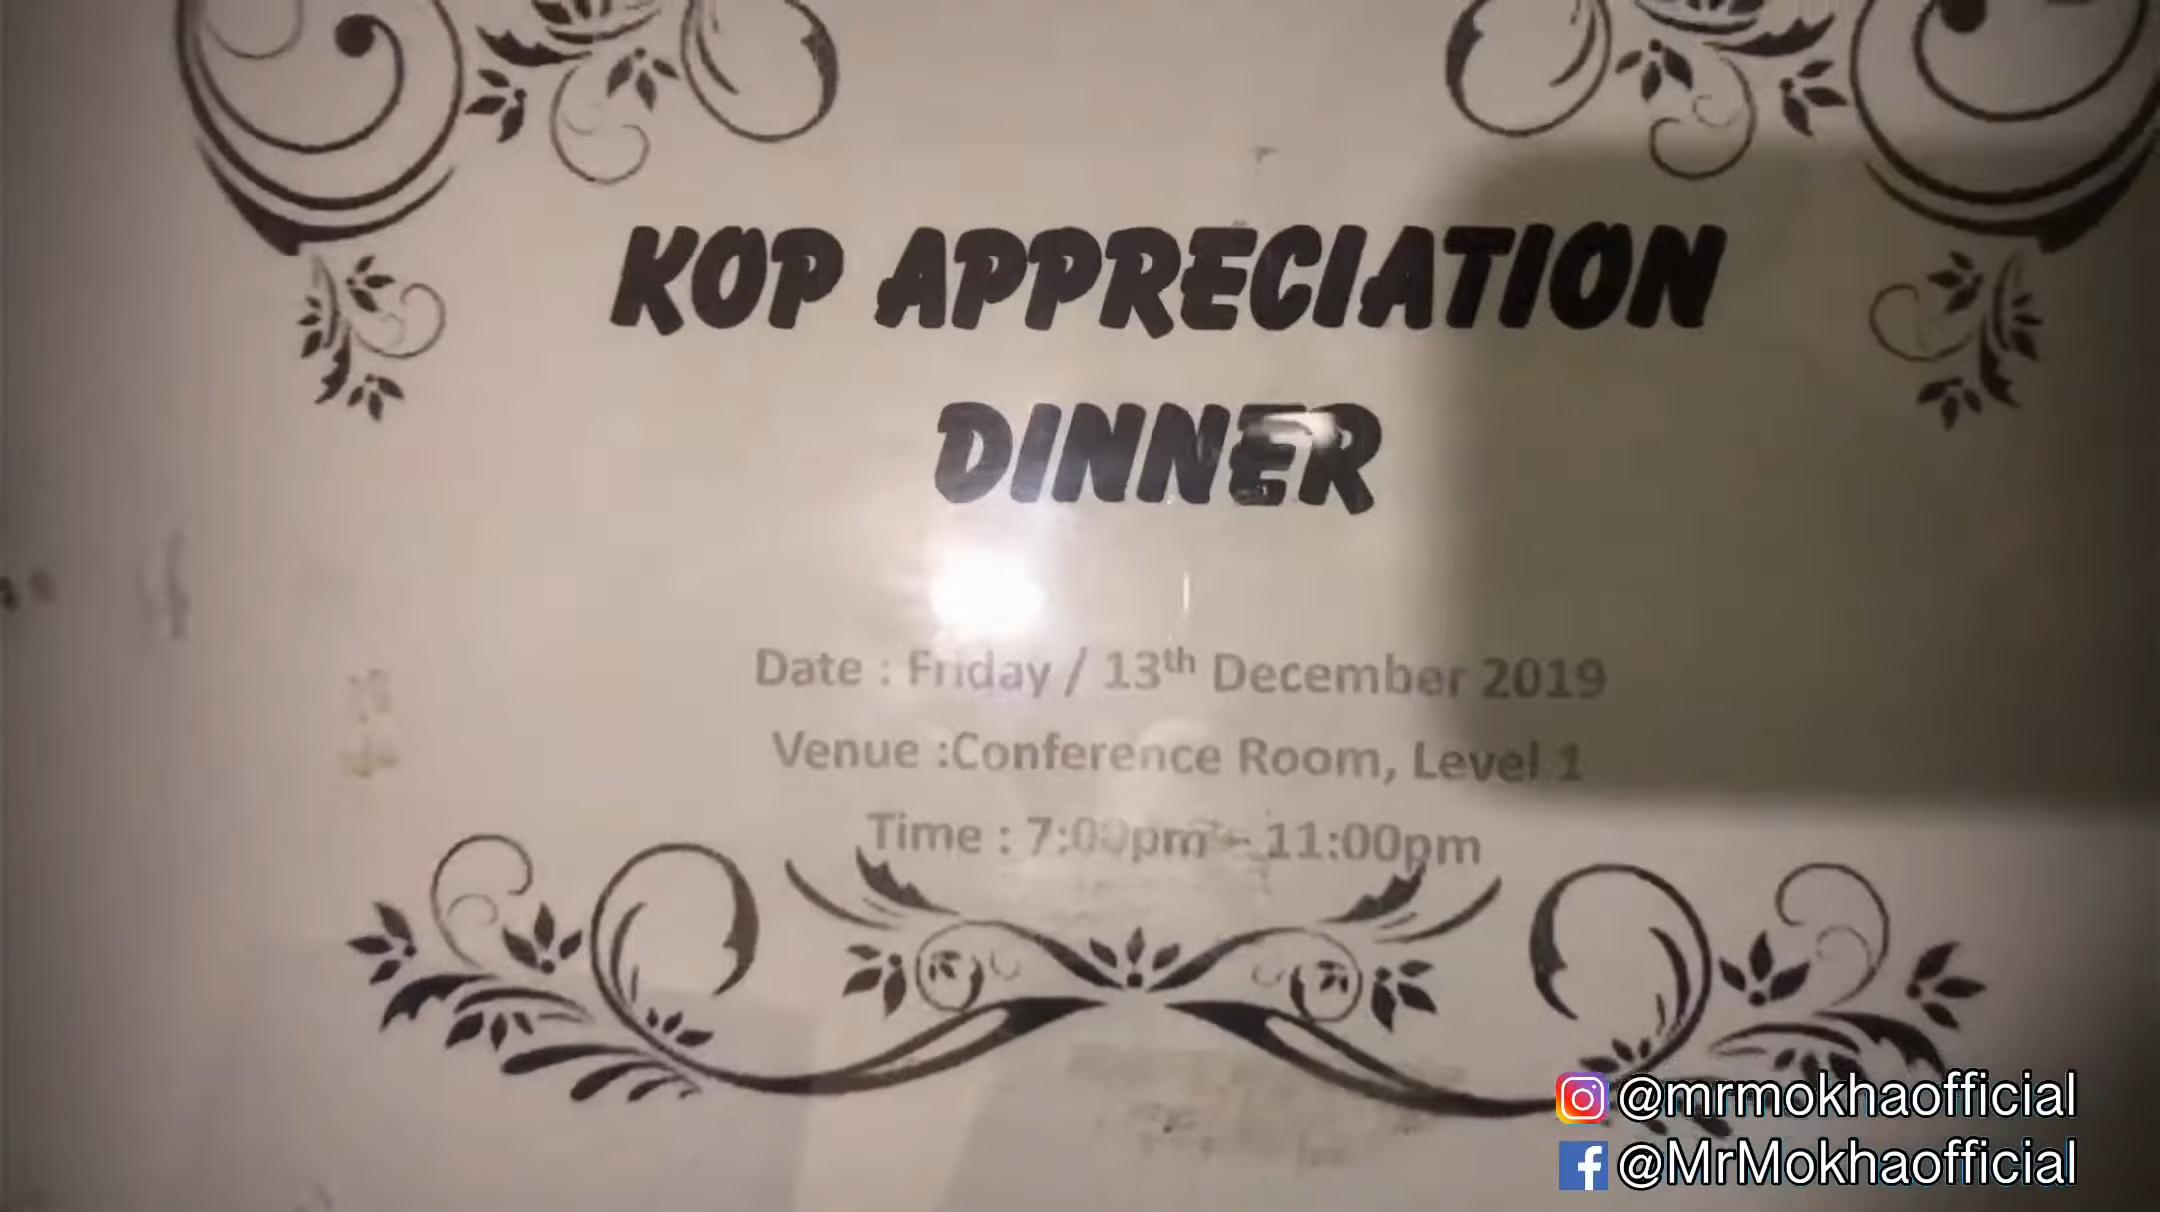 KOP APPRECIATION
DINNER
Date : Friday / 13th December 2019
Venue :Conference Room, Level 1
Time : 7:00pm - 11:00pm
@mrmokhaofficial
@MrMokhaofficial